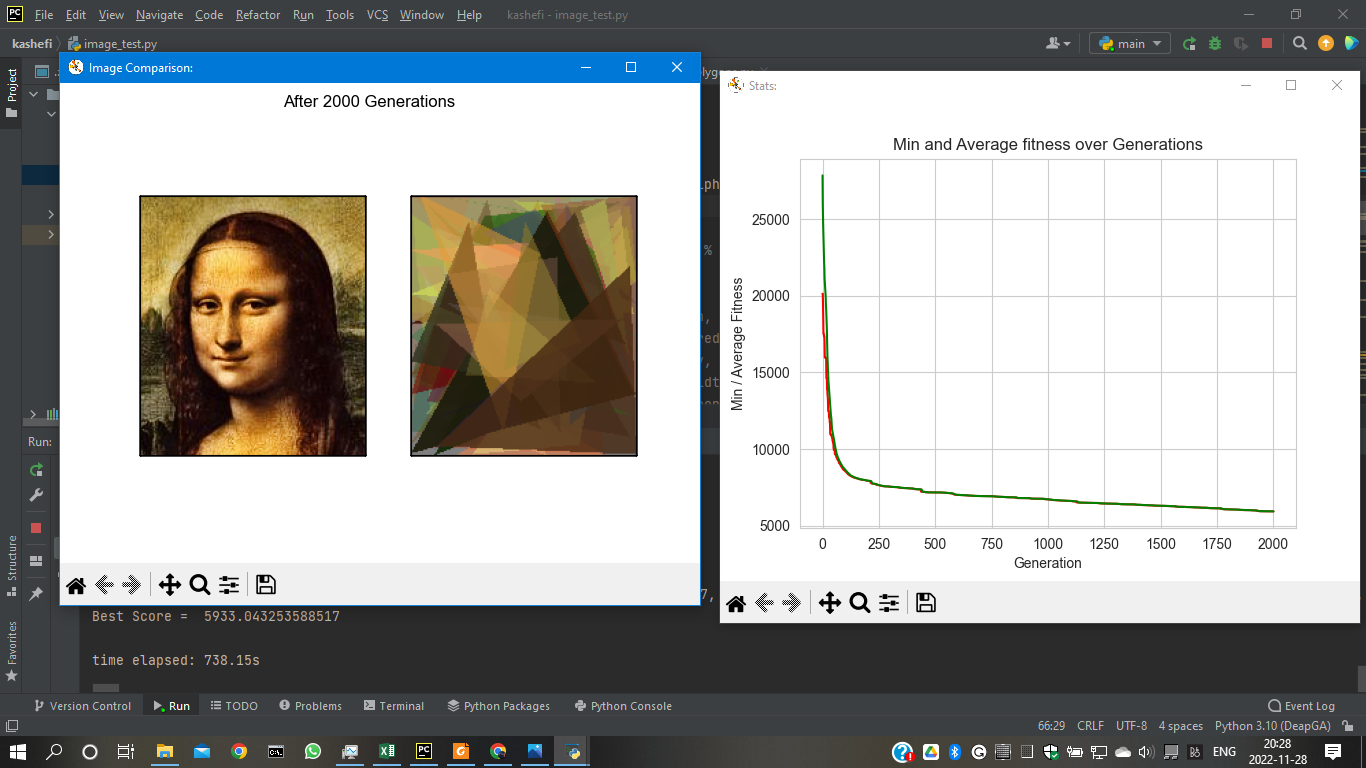 File Edit View Navigate Code Refactor Run Tools VCS Window Help kashefi - image_test.py
kashefi image_test.py main
Project
Image Comparison:
After 2000 Generations
Stats:
Min and Average fitness over Generations
Min / Average Fitness
25000
20000
15000
10000
5000
0 250 500 750 1000 1250 1500 1750 2000
Generation
Run:
Structure
Favorites
Best Score = 5933.043253588517
time elapsed: 738.15s
Version Control Run TODO Problems Terminal Python Packages Python Console Event Log
66:29 CRLF UTF-8 4 spaces Python 3.10 (DeapGA)
ENG
20:28
2022-11-28